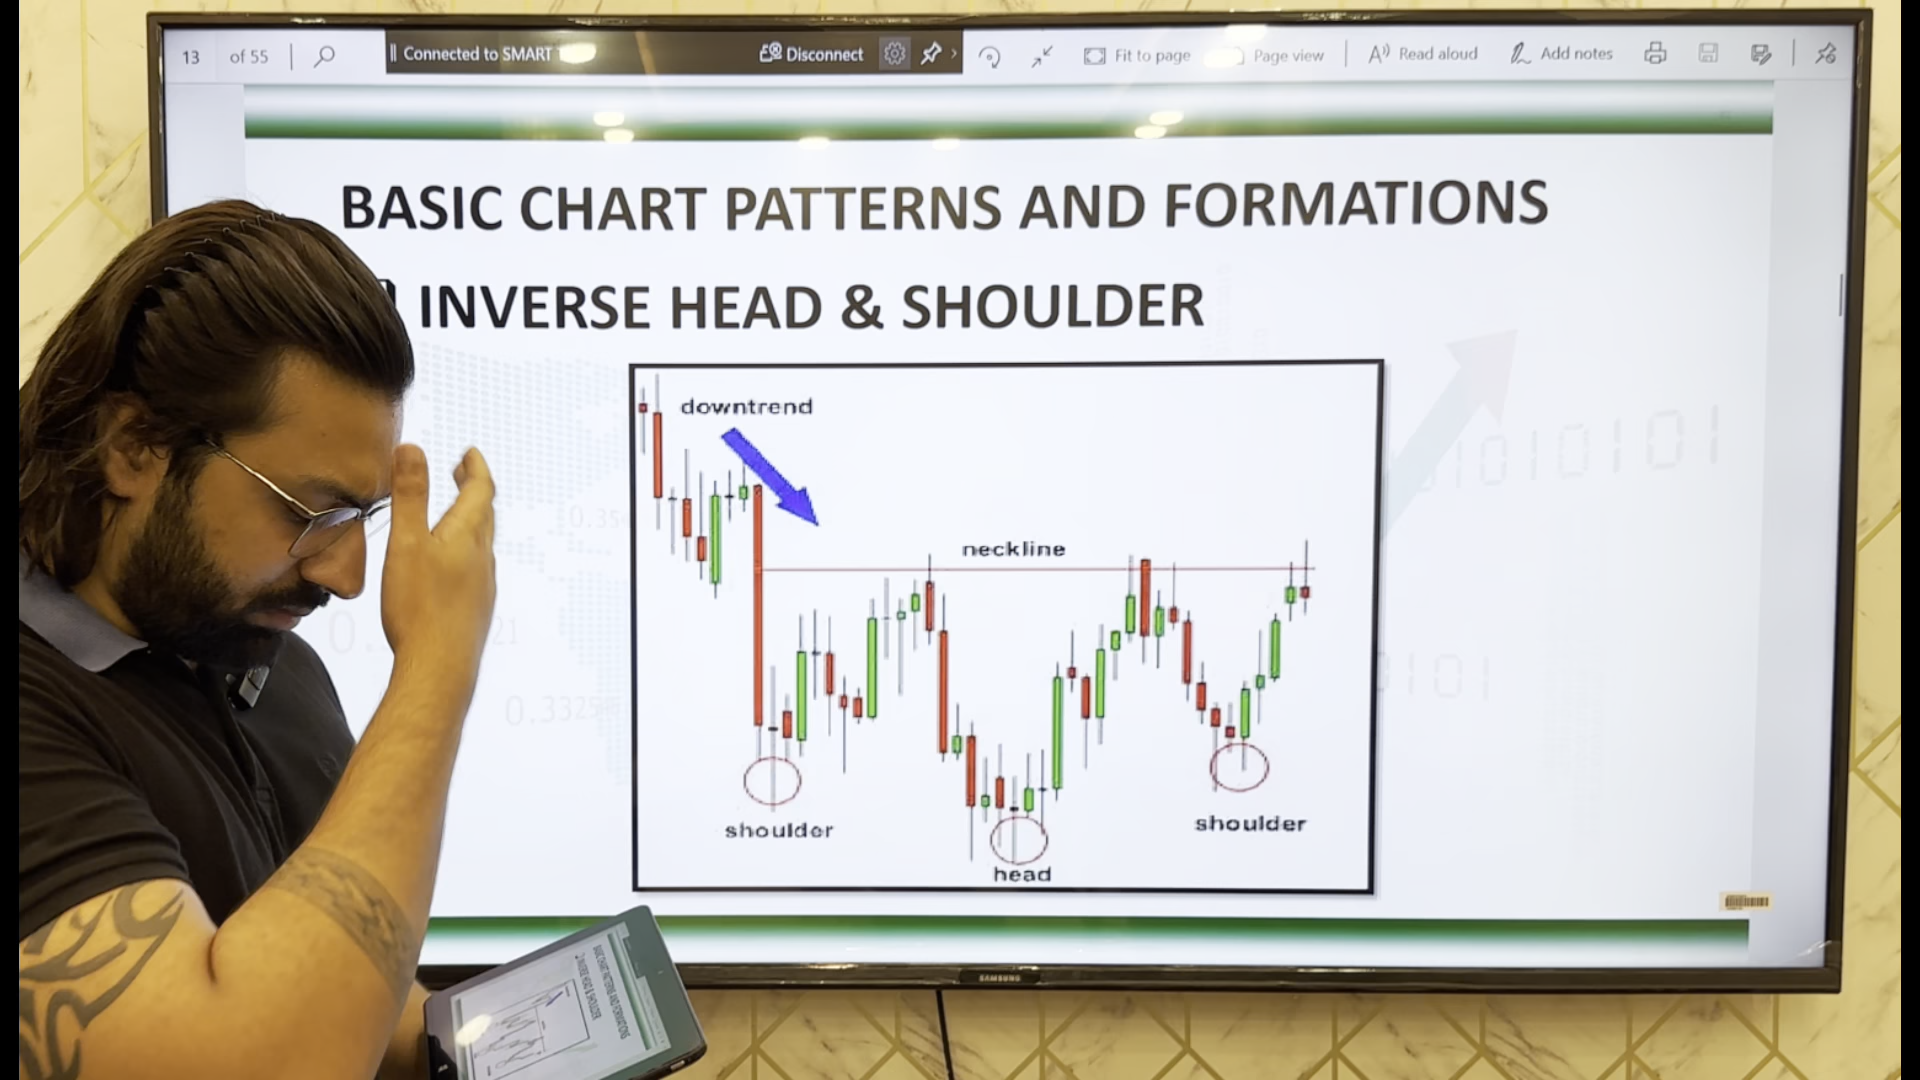 13 of 55 Connected to SMART Disconnect Fit to page Page view Read aloud Add notes
BASIC CHART PATTERNS AND FORMATIONS
INVERSE HEAD & SHOULDER
downtrend
neckline
shoulder
shoulder
head
SAMSUNG